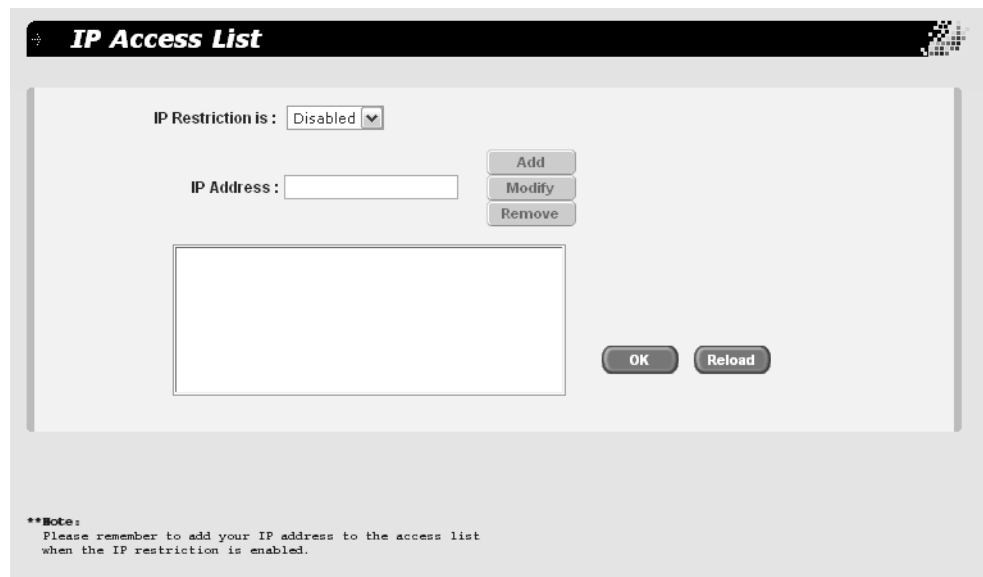 IP Access List
IP Restriction is : Disabled
Add
IP Address :
Modify
Remove
OK
Reload
**Note:
Please remember to add your IP address to the access list
when the IP restriction is enabled.